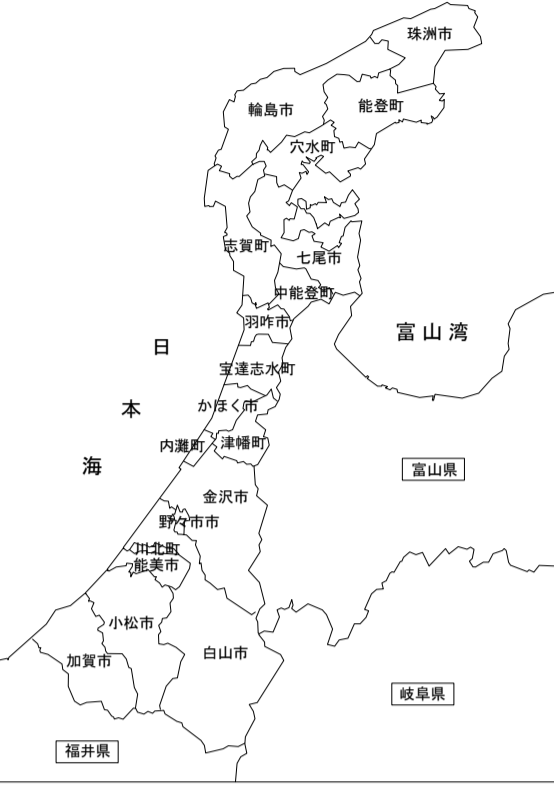 珠洲市
輪島市
能登町
穴水町
志賀町
七尾市
中能登町
羽咋市
富山湾
日本海
宝達志水町
かほく市
内灘町
津幡町
富山県
金沢市
野々市市
川北町
能美市
小松市
白山市
加賀市
岐阜県
福井県